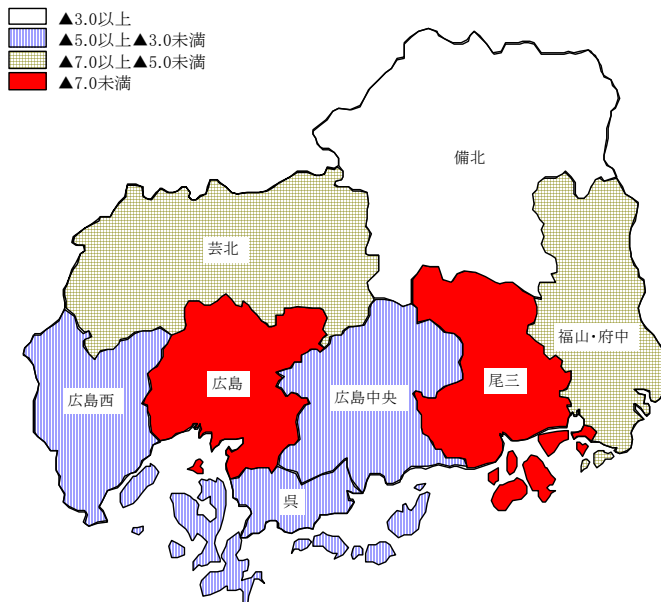 ▲3.0以上
▲5.0以上▲3.0未満
▲7.0以上▲5.0未満
▲7.0未満
備北
芸北
福山・府中
広島
尾三
広島西
広島中央
呉